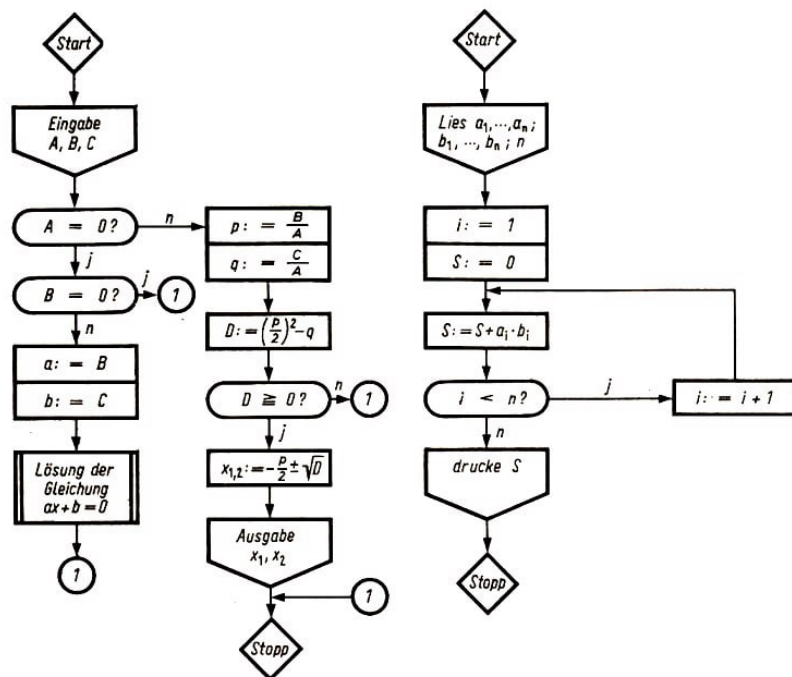 Start
Eingabe
A, B, C
A = 0?
n
j
B = 0?
j
1
n
a: = B
b: = C
Lösung der
Gleichung
ax + b = 0
1
p: = B/A
q: = C/A
D: = (p/2)² - q
D ≧ 0?
n
1
j
x₁,₂: = -p/2 ± √D
Ausgabe
x₁, x₂
1
Stopp
Start
Lies a₁, ..., aₙ;
b₁, ..., bₙ; n
i: = 1
S: = 0
S: = S + aᵢ · bᵢ
i < n?
j
i: = i + 1
n
drucke S
Stopp